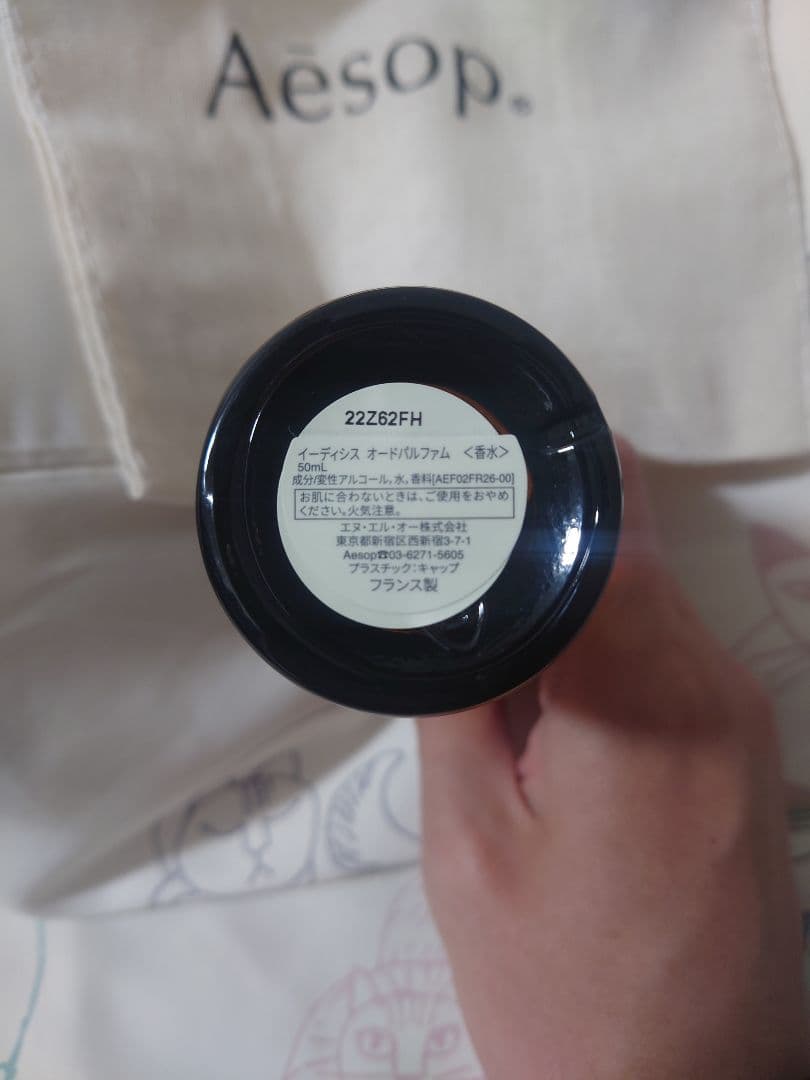 Aēsop.
22Z62FH
イーディシス オードパルファム <香水>
50mL
成分/変性アルコール,水,香料[AEF02FR26-00]
お肌に合わないときは、ご使用をおやめ
ください。火気注意。
エヌ・エル・オー株式会社
東京都新宿区西新宿3-7-1
Aesop☎03-6271-5605
プラスチック:キャップ
フランス製